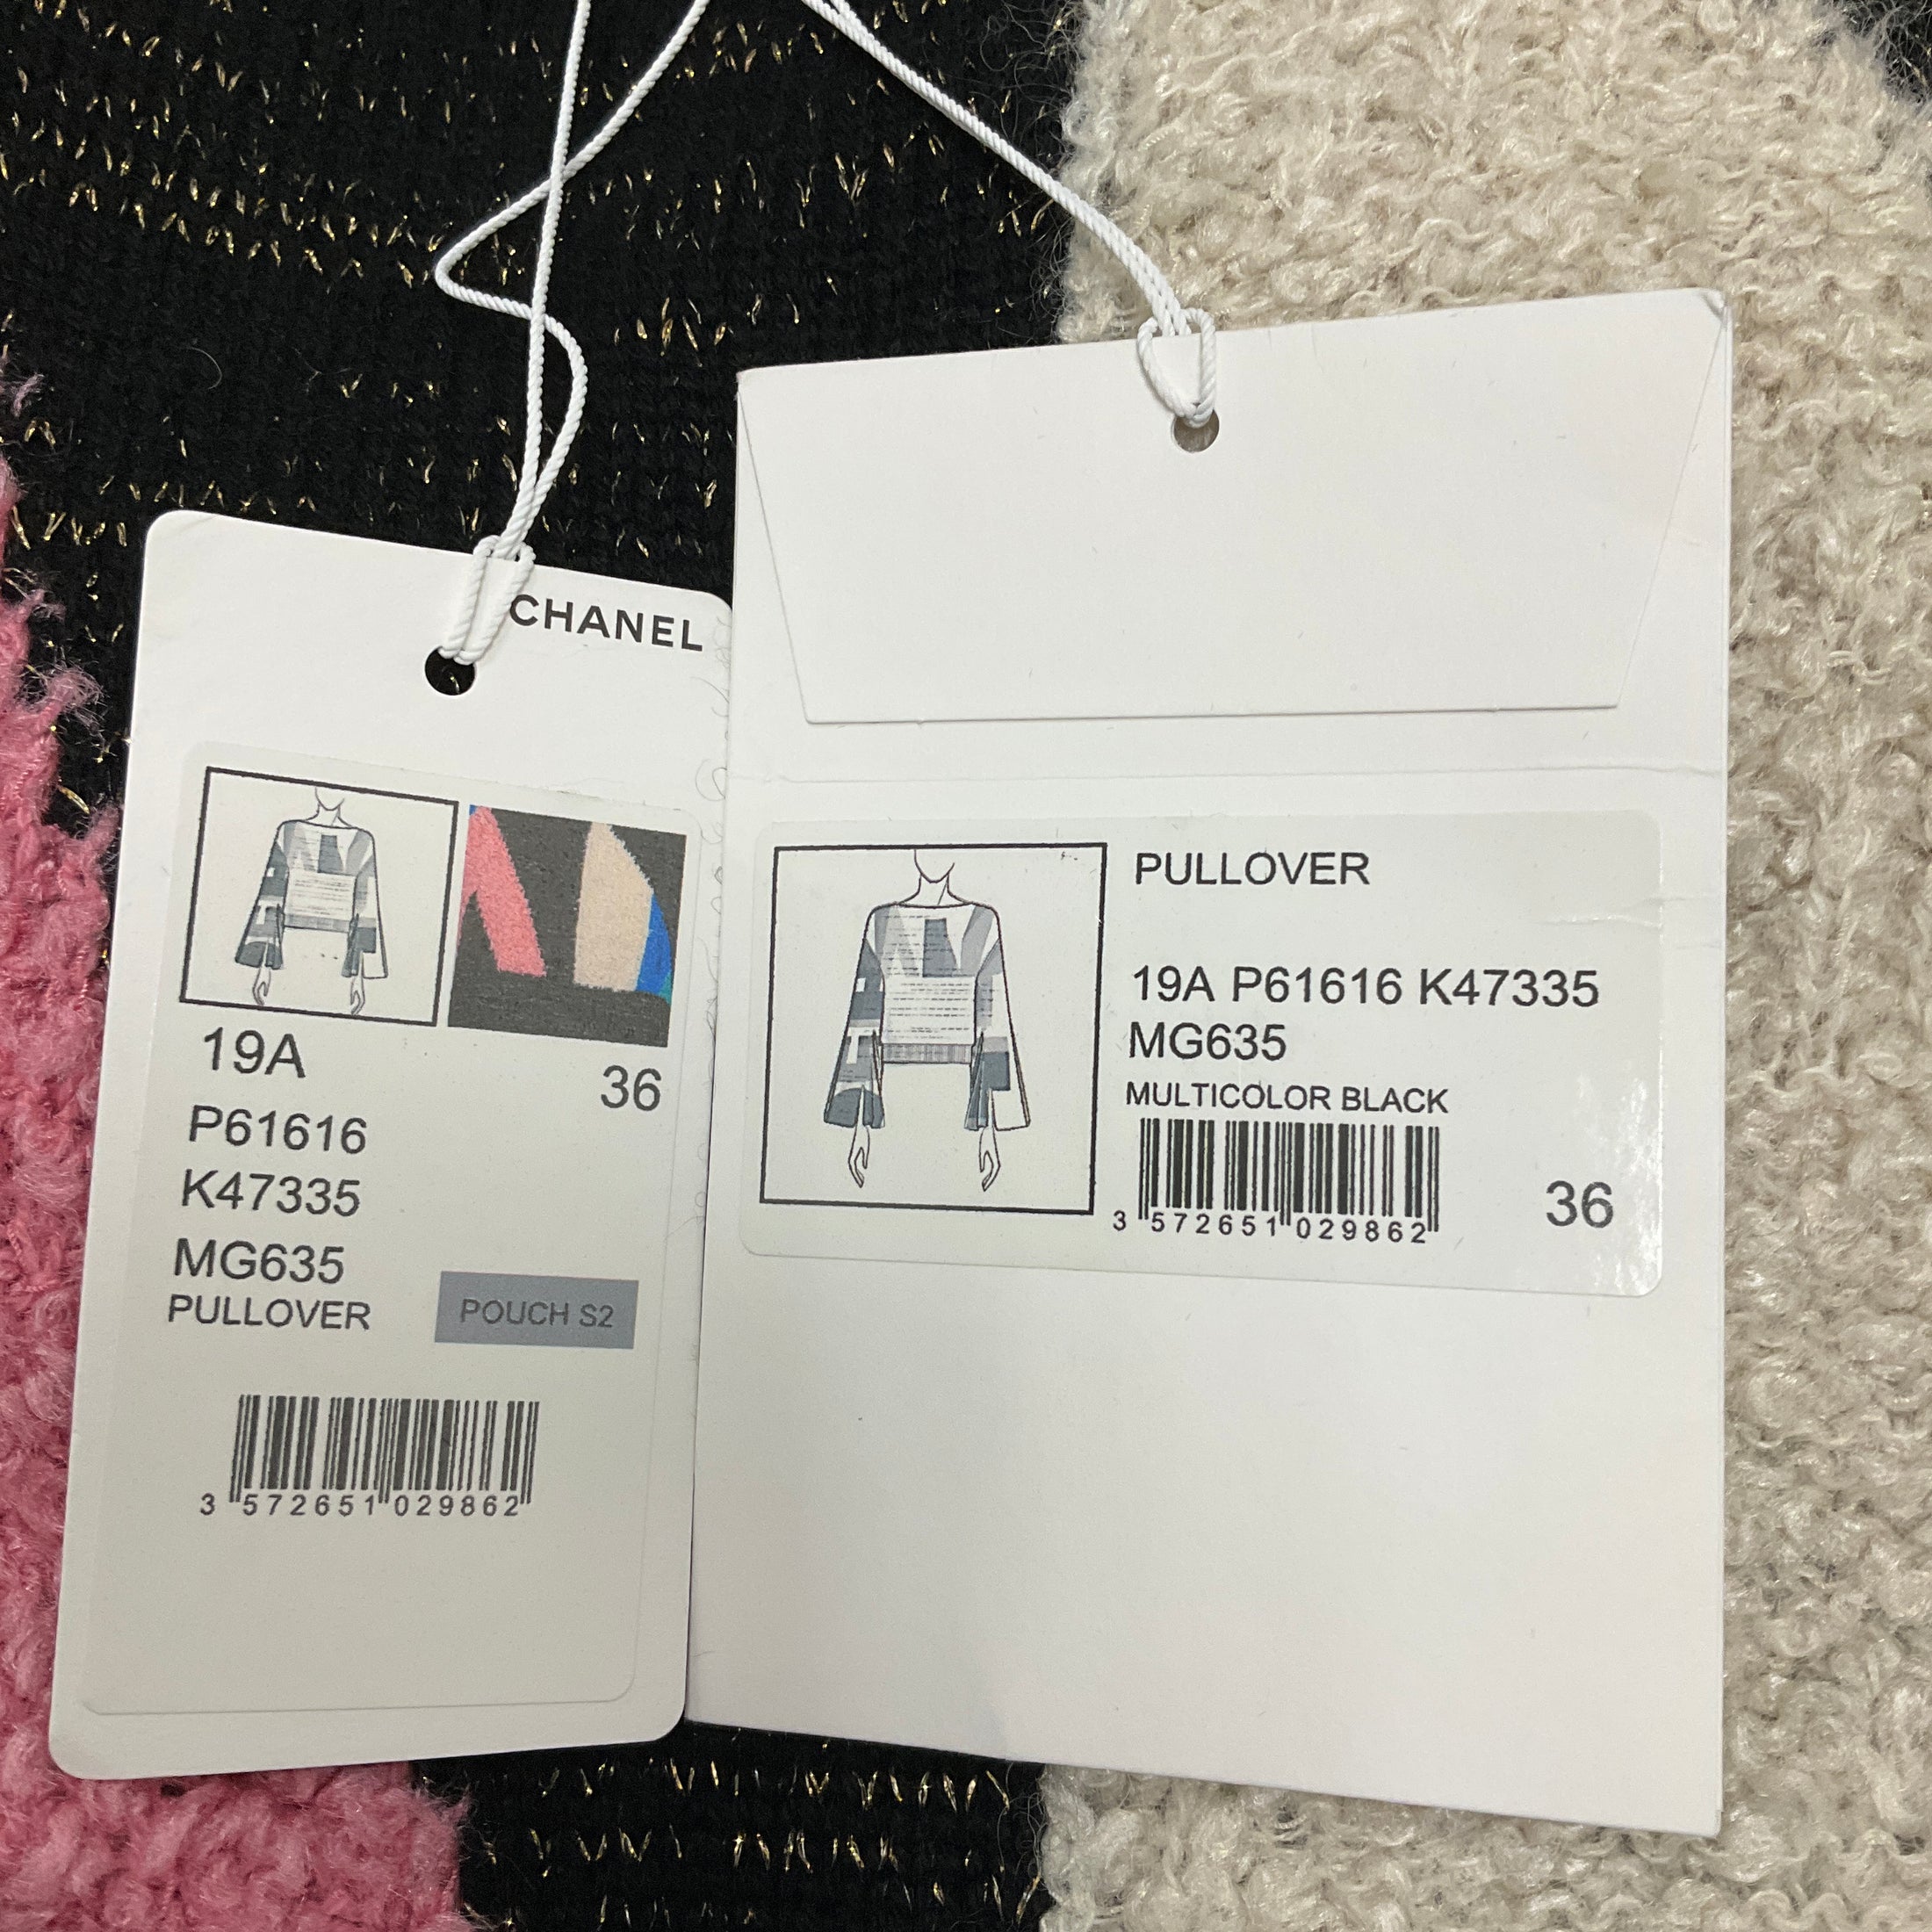 CHANEL
19A
36
P61616
K47335
MG635
PULLOVER
POUCH S2
3 572651 029862
PULLOVER
19A P61616 K47335
MG635
MULTICOLOR BLACK
3 572651 029862
36